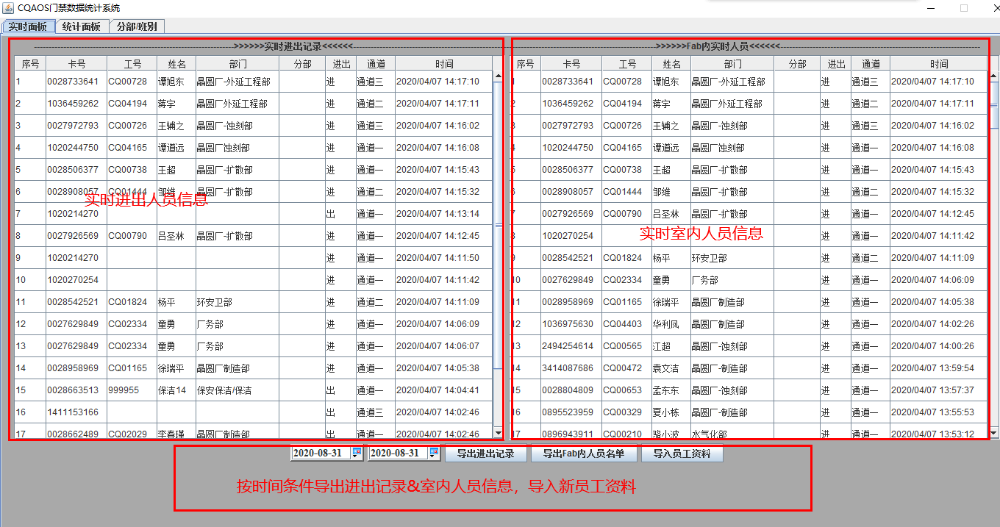 CQAOS门禁数据统计系统
实时面板 统计面板 分部/班别
>>>>>>实时进出记录<<<<<< >>>>>>Fab内实时人员<<<<<<
序号 卡号 工号 姓名 部门 分部 进出 通道 时间 序号 卡号 工号 姓名 部门 分部 进出 通道 时间
1 0028733641 CQ00728 谭旭东 晶圆厂-外延工程部 进 通道三 2020/04/07 14:17:10 1 0028733641 CQ00728 谭旭东 晶圆厂-外延工程部 进 通道三 2020/04/07 14:17:10
2 1036459262 CQ04194 蒋宇 晶圆厂外延工程部 进 通道二 2020/04/07 14:17:11 2 1036459262 CQ04194 蒋宇 晶圆厂外延工程部 进 通道二 2020/04/07 14:17:11
3 0027972793 CQ00726 王辅之 晶圆厂-蚀刻部 进 通道三 2020/04/07 14:16:02 3 0027972793 CQ00726 王辅之 晶圆厂-蚀刻部 进 通道三 2020/04/07 14:16:02
4 1020244750 CQ04165 谭道远 晶圆厂蚀刻部 进 通道一 2020/04/07 14:16:08 4 1020244750 CQ04165 谭道远 晶圆厂蚀刻部 进 通道一 2020/04/07 14:16:08
5 0028506377 CQ00738 王超 晶圆厂-扩散部 进 通道一 2020/04/07 14:15:43 5 0028506377 CQ00738 王超 晶圆厂-扩散部 进 通道一 2020/04/07 14:15:43
6 0028908057 CQ01444 邹维 晶圆厂-扩散部 进 通道二 2020/04/07 14:15:32 6 0028908057 CQ01444 邹维 晶圆厂-扩散部 进 通道二 2020/04/07 14:15:32
实时进出人员信息
7 1020214270 出 通道一 2020/04/07 14:13:14 7 0027926569 CQ00790 吕圣林 晶圆厂-扩散部 进 通道一 2020/04/07 14:12:45
8 0027926569 CQ00790 吕圣林 晶圆厂-扩散部 进 通道一 2020/04/07 14:12:45 8 1020270254 进 通道一 2020/04/07 14:11:42
实时室内人员信息
9 1020214270 进 通道一 2020/04/07 14:11:50 9 0028542521 CQ01824 杨平 环安卫部 进 通道二 2020/04/07 14:11:09
10 1020270254 进 通道一 2020/04/07 14:11:42 10 0027629849 CQ02334 童勇 厂务部 进 通道一 2020/04/07 14:06:09
11 0028542521 CQ01824 杨平 环安卫部 进 通道二 2020/04/07 14:11:09 11 0028958969 CQ01165 徐瑞平 晶圆厂制造部 进 通道一 2020/04/07 14:05:38
12 0027629849 CQ02334 童勇 厂务部 进 通道一 2020/04/07 14:06:09 12 1036975630 CQ04403 华利凤 晶圆厂制造部 进 通道一 2020/04/07 14:02:26
13 0027629849 CQ02334 童勇 厂务部 进 通道一 2020/04/07 14:06:07 13 2494254614 CQ00565 江超 晶圆厂-蚀刻部 进 通道一 2020/04/07 14:00:26
14 0028958969 CQ01165 徐瑞平 晶圆厂制造部 进 通道一 2020/04/07 14:05:38 14 3414087686 CQ00472 袁文洁 晶圆厂-制造部 进 通道一 2020/04/07 13:59:54
15 0028663513 999955 保洁14 保安保洁/保洁 出 通道一 2020/04/07 14:04:41 15 0028804809 CQ00653 孟东东 晶圆厂-蚀刻部 进 通道一 2020/04/07 13:57:37
16 1411153166 出 通道三 2020/04/07 14:02:46 16 0895523959 CQ00329 夏小栋 晶圆厂-制造部 进 通道一 2020/04/07 13:55:53
17 0028662489 CQ02029 李春瑾 晶圆厂制造部 出 通道一 2020/04/07 14:02:46 17 0896943911 CQ00210 骆小波 水气化部 进 通道一 2020/04/07 13:53:12
2020-08-31 2020-08-31 导出进出记录 导出Fab内人员名单 导入员工资料
按时间条件导出进出记录&室内人员信息，导入新员工资料